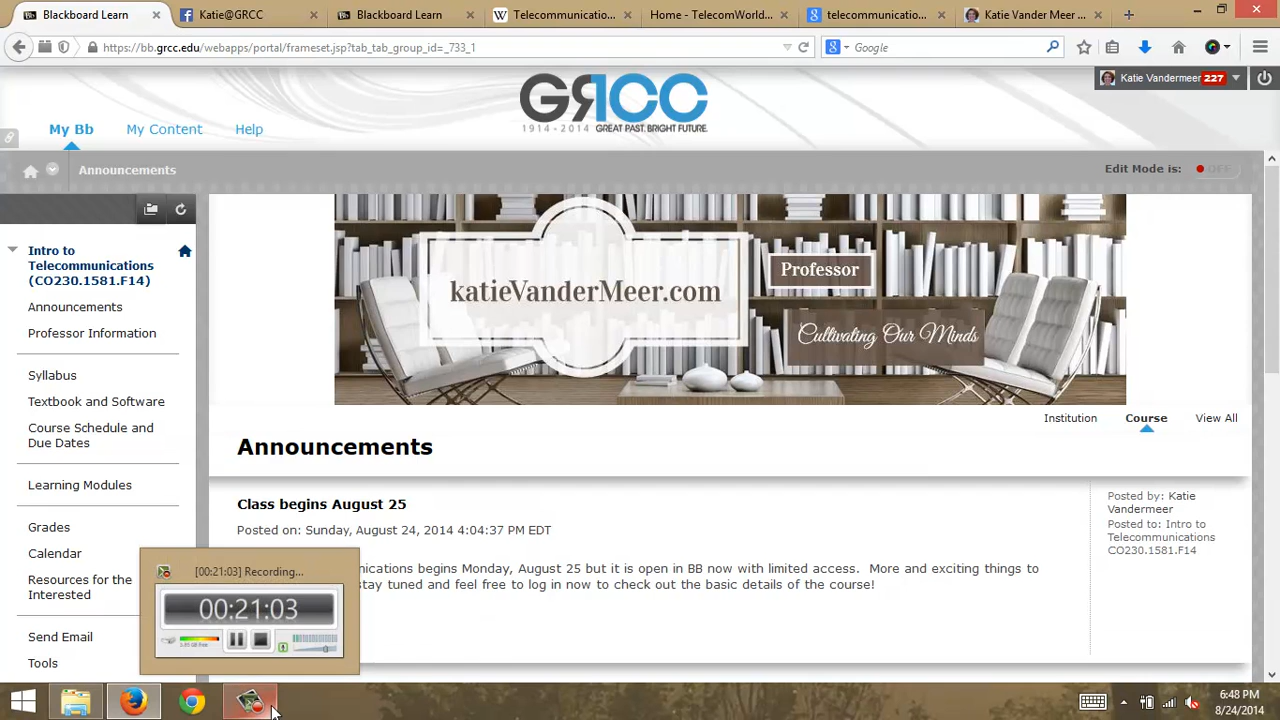 Blackboard Learn
Katie@GRCC
Blackboard Learn
Telecommunicatio...
Home - TelecomWorld...
telecommunicatio...
Katie Vander Meer ...
https://bb.grcc.edu/webapps/portal/frameset.jsp?tab_tab_group_id=_733_1
Google
Katie Vandermeer 227
GRCC
1914-2014 GREAT PAST. BRIGHT FUTURE.
My Bb
My Content
Help
Announcements
Edit Mode is:
OFF
Intro to
Telecommunications
(CO230.1581.F14)
Announcements
Professor Information
Syllabus
Textbook and Software
Course Schedule and
Due Dates
Learning Modules
Grades
Calendar
Resources for the
Interested
Send Email
Tools
katieVanderMeer.com
Professor
Cultivating Our Minds
Institution
Course
View All
Announcements
Class begins August 25
Posted on: Sunday, August 24, 2014 4:04:37 PM EDT
nications begins Monday, August 25 but it is open in BB now with limited access. More and exciting things to
stay tuned and feel free to log in now to check out the basic details of the course!
Posted by: Katie
Vandermeer
Posted to: Intro to
Telecommunications
CO230.1581.F14
[00:21:03] Recording...
00:21:03
6:48 PM
8/24/2014